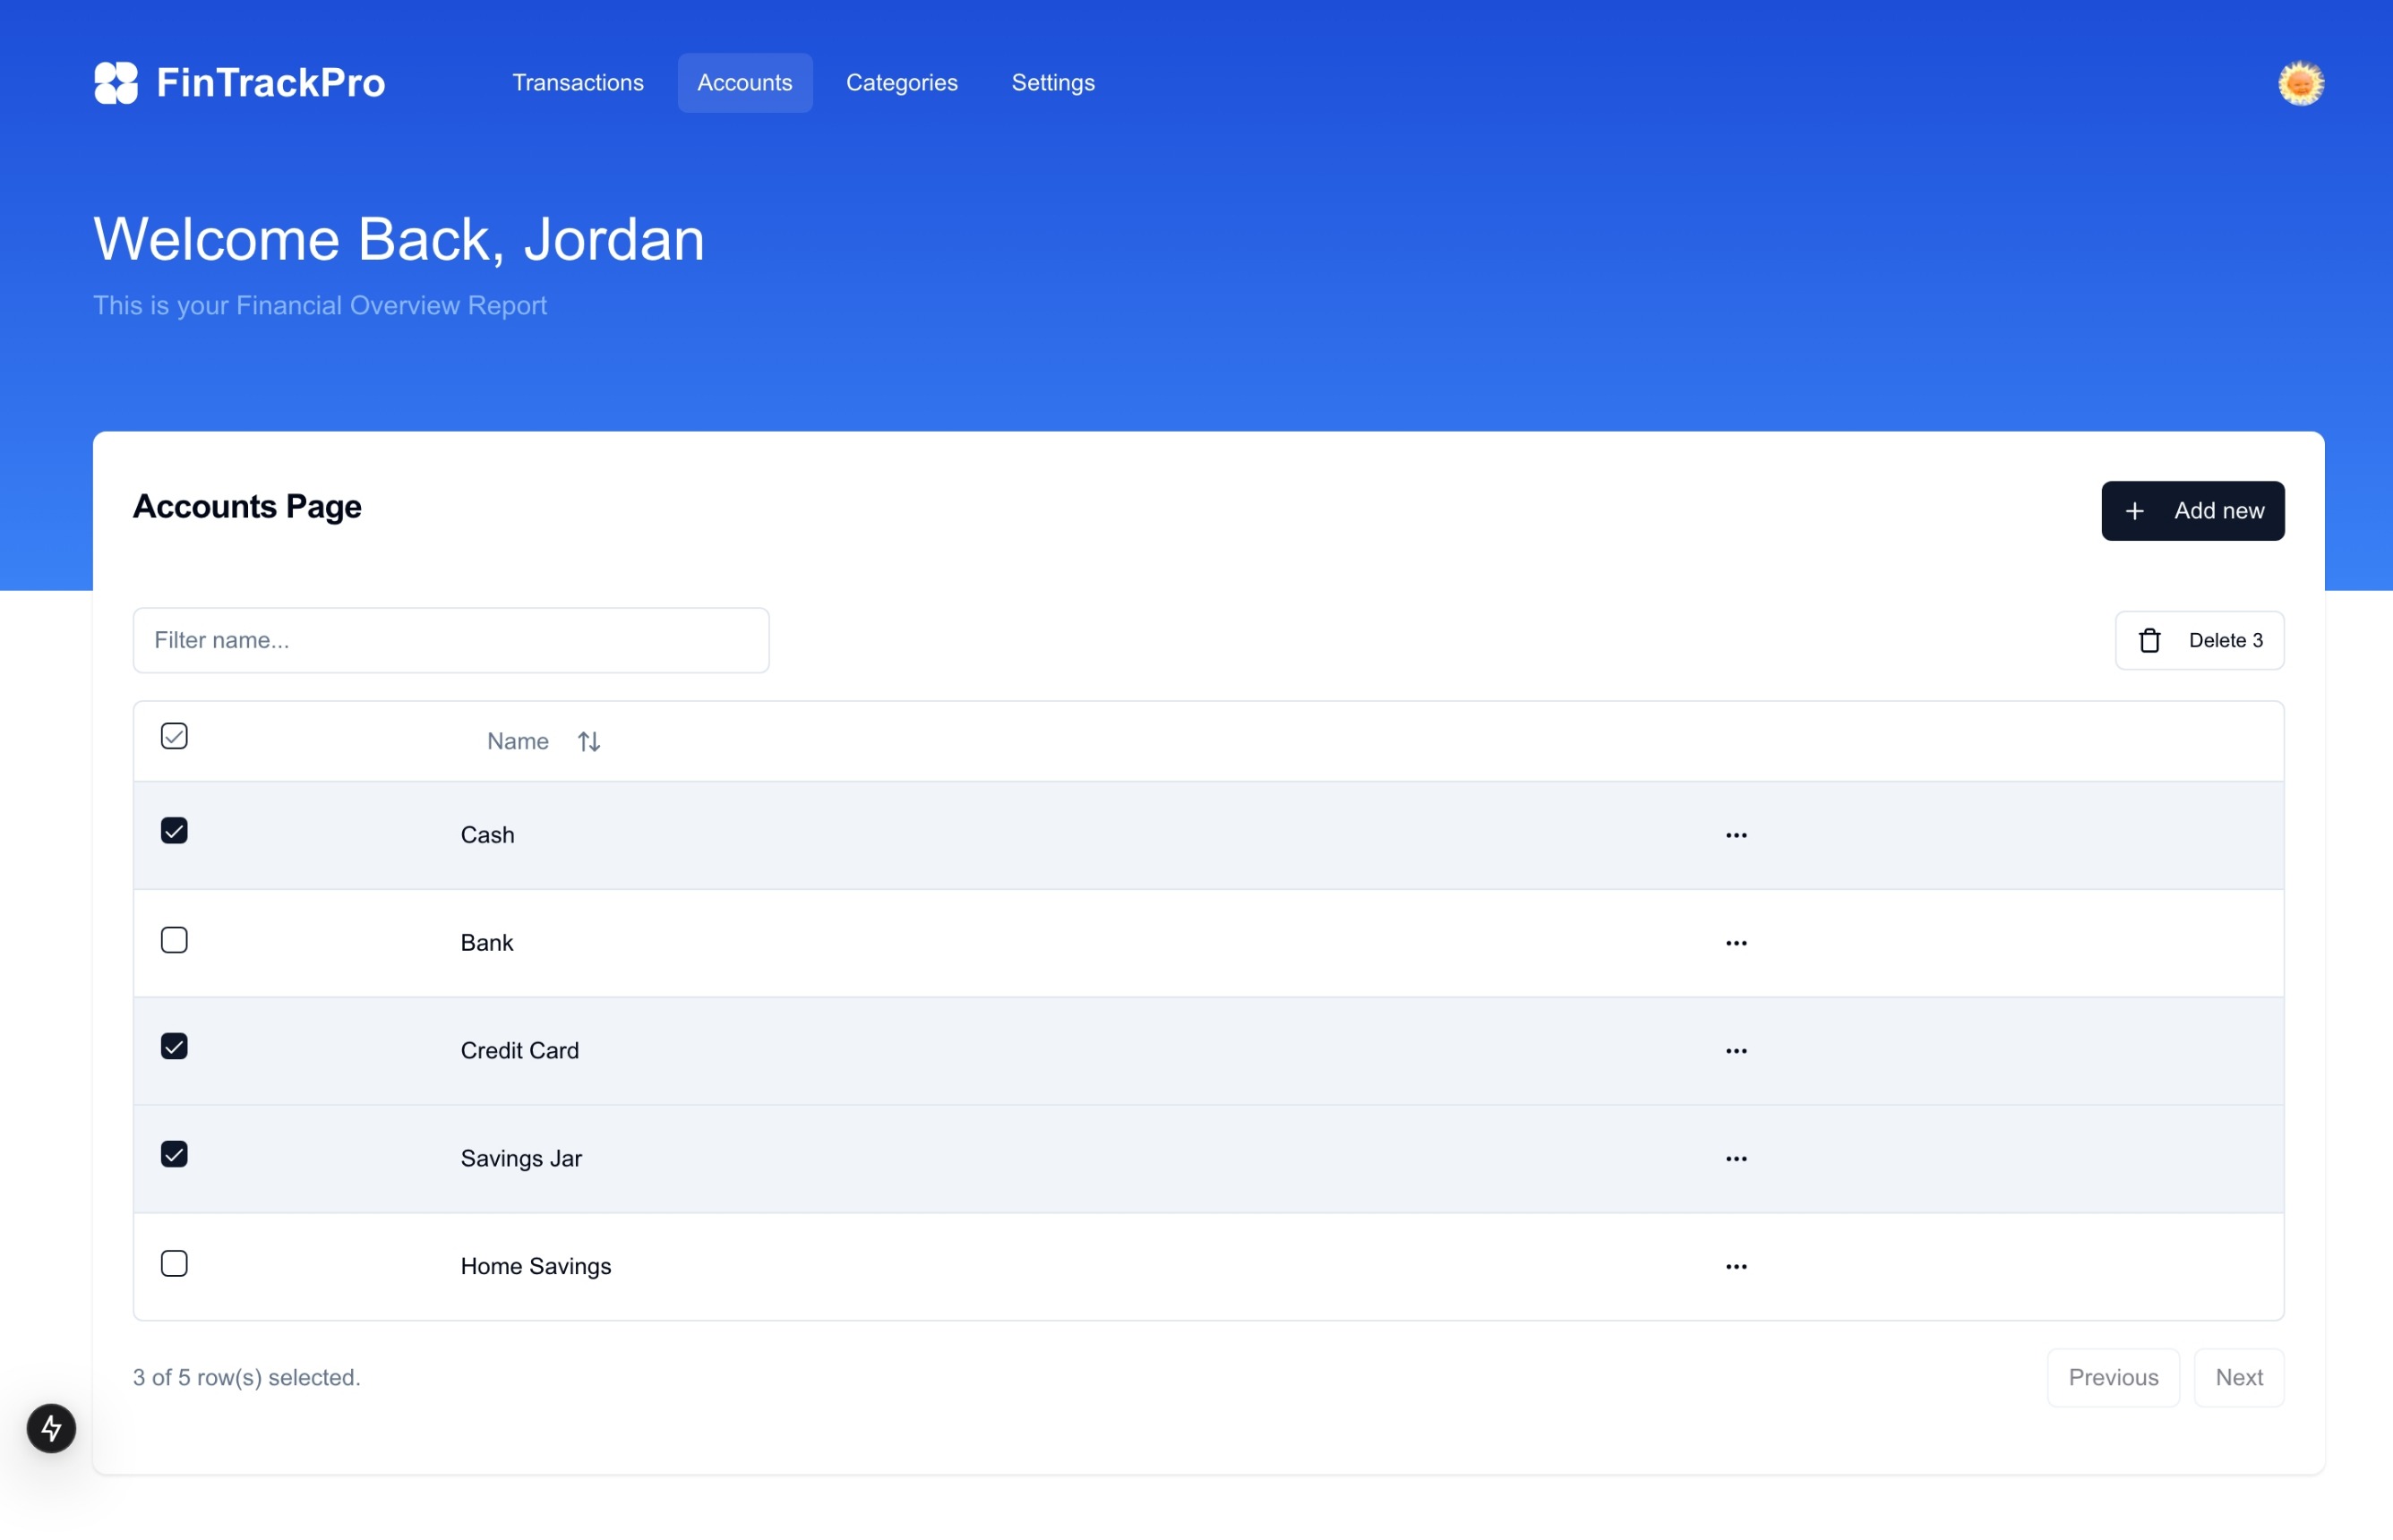 FinTrackPro Transactions Accounts Categories Settings
Welcome Back, Jordan
This is your Financial Overview Report
Accounts Page
Add new
Filter name...
Delete 3
Name
Cash
Bank
Credit Card
Savings Jar
Home Savings
3 of 5 row(s) selected.
Previous Next